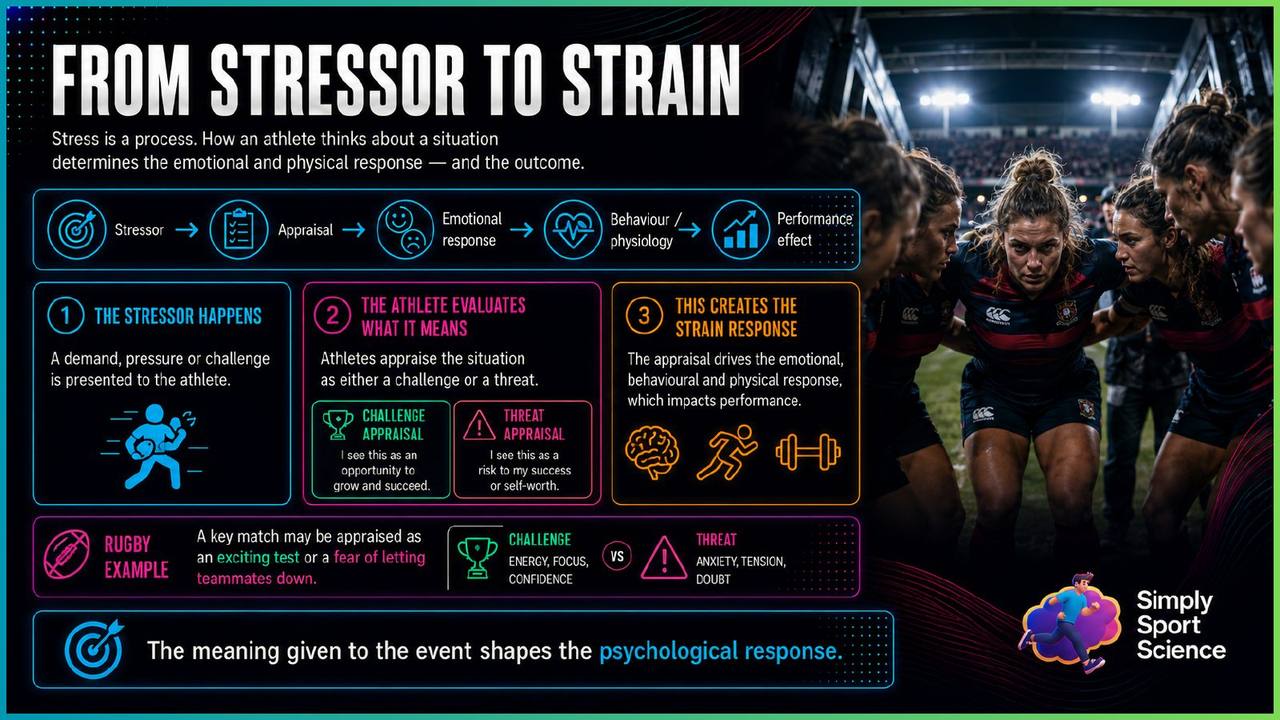 FROM STRESSOR TO STRAIN
Stress is a process. How an athlete thinks about a situation
determines the emotional and physical response — and the outcome.
Stressor
Appraisal
Emotional
response
Behaviour /
physiology
Performance
effect
1
THE STRESSOR HAPPENS
A demand, pressure or challenge
is presented to the athlete.
2
THE ATHLETE EVALUATES
WHAT IT MEANS
Athletes appraise the situation
as either a challenge or a threat.
CHALLENGE
APPRAISAL
I see this as an
opportunity to
grow and succeed.
THREAT
APPRAISAL
I see this as a
risk to my success
or self-worth.
3
THIS CREATES THE
STRAIN RESPONSE
The appraisal drives the emotional,
behavioural and physical response,
which impacts performance.
RUGBY
EXAMPLE
A key match may be appraised as
an exciting test or a fear of letting
teammates down.
CHALLENGE
ENERGY, FOCUS,
CONFIDENCE
VS
THREAT
ANXIETY, TENSION,
DOUBT
The meaning given to the event shapes the psychological response.
Simply
Sport
Science